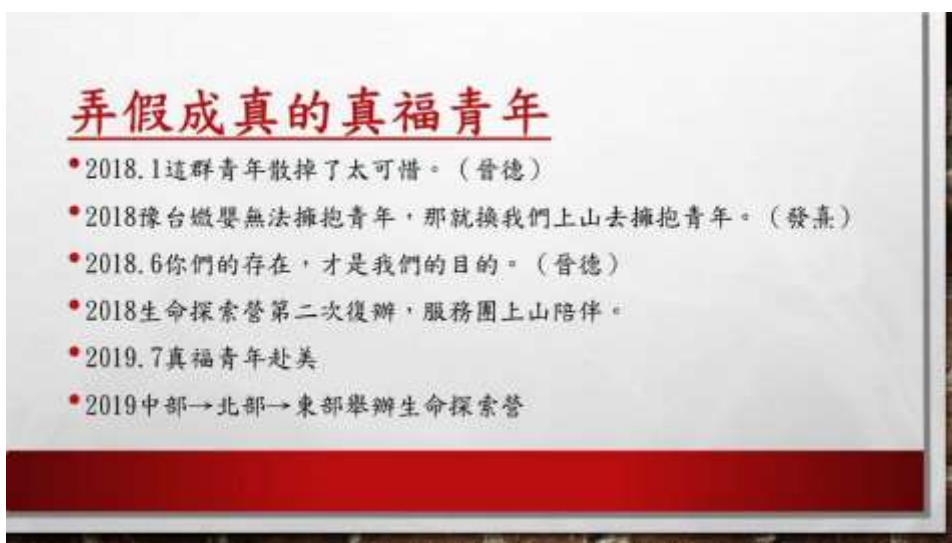 弄假成真的真福青年
•2018.1這群青年散掉了太可惜。（晉德）
•2018豫台嬓嬰無法擁抱青年，那就換我們上山去擁抱青年。（發熹）
•2018.6你們的存在，才是我們的目的。（晉德）
•2018生命探索營第二次復辦，服務團上山陪伴。
•2019.7真福青年赴美
•2019中部→北部→東部舉辦生命探索營